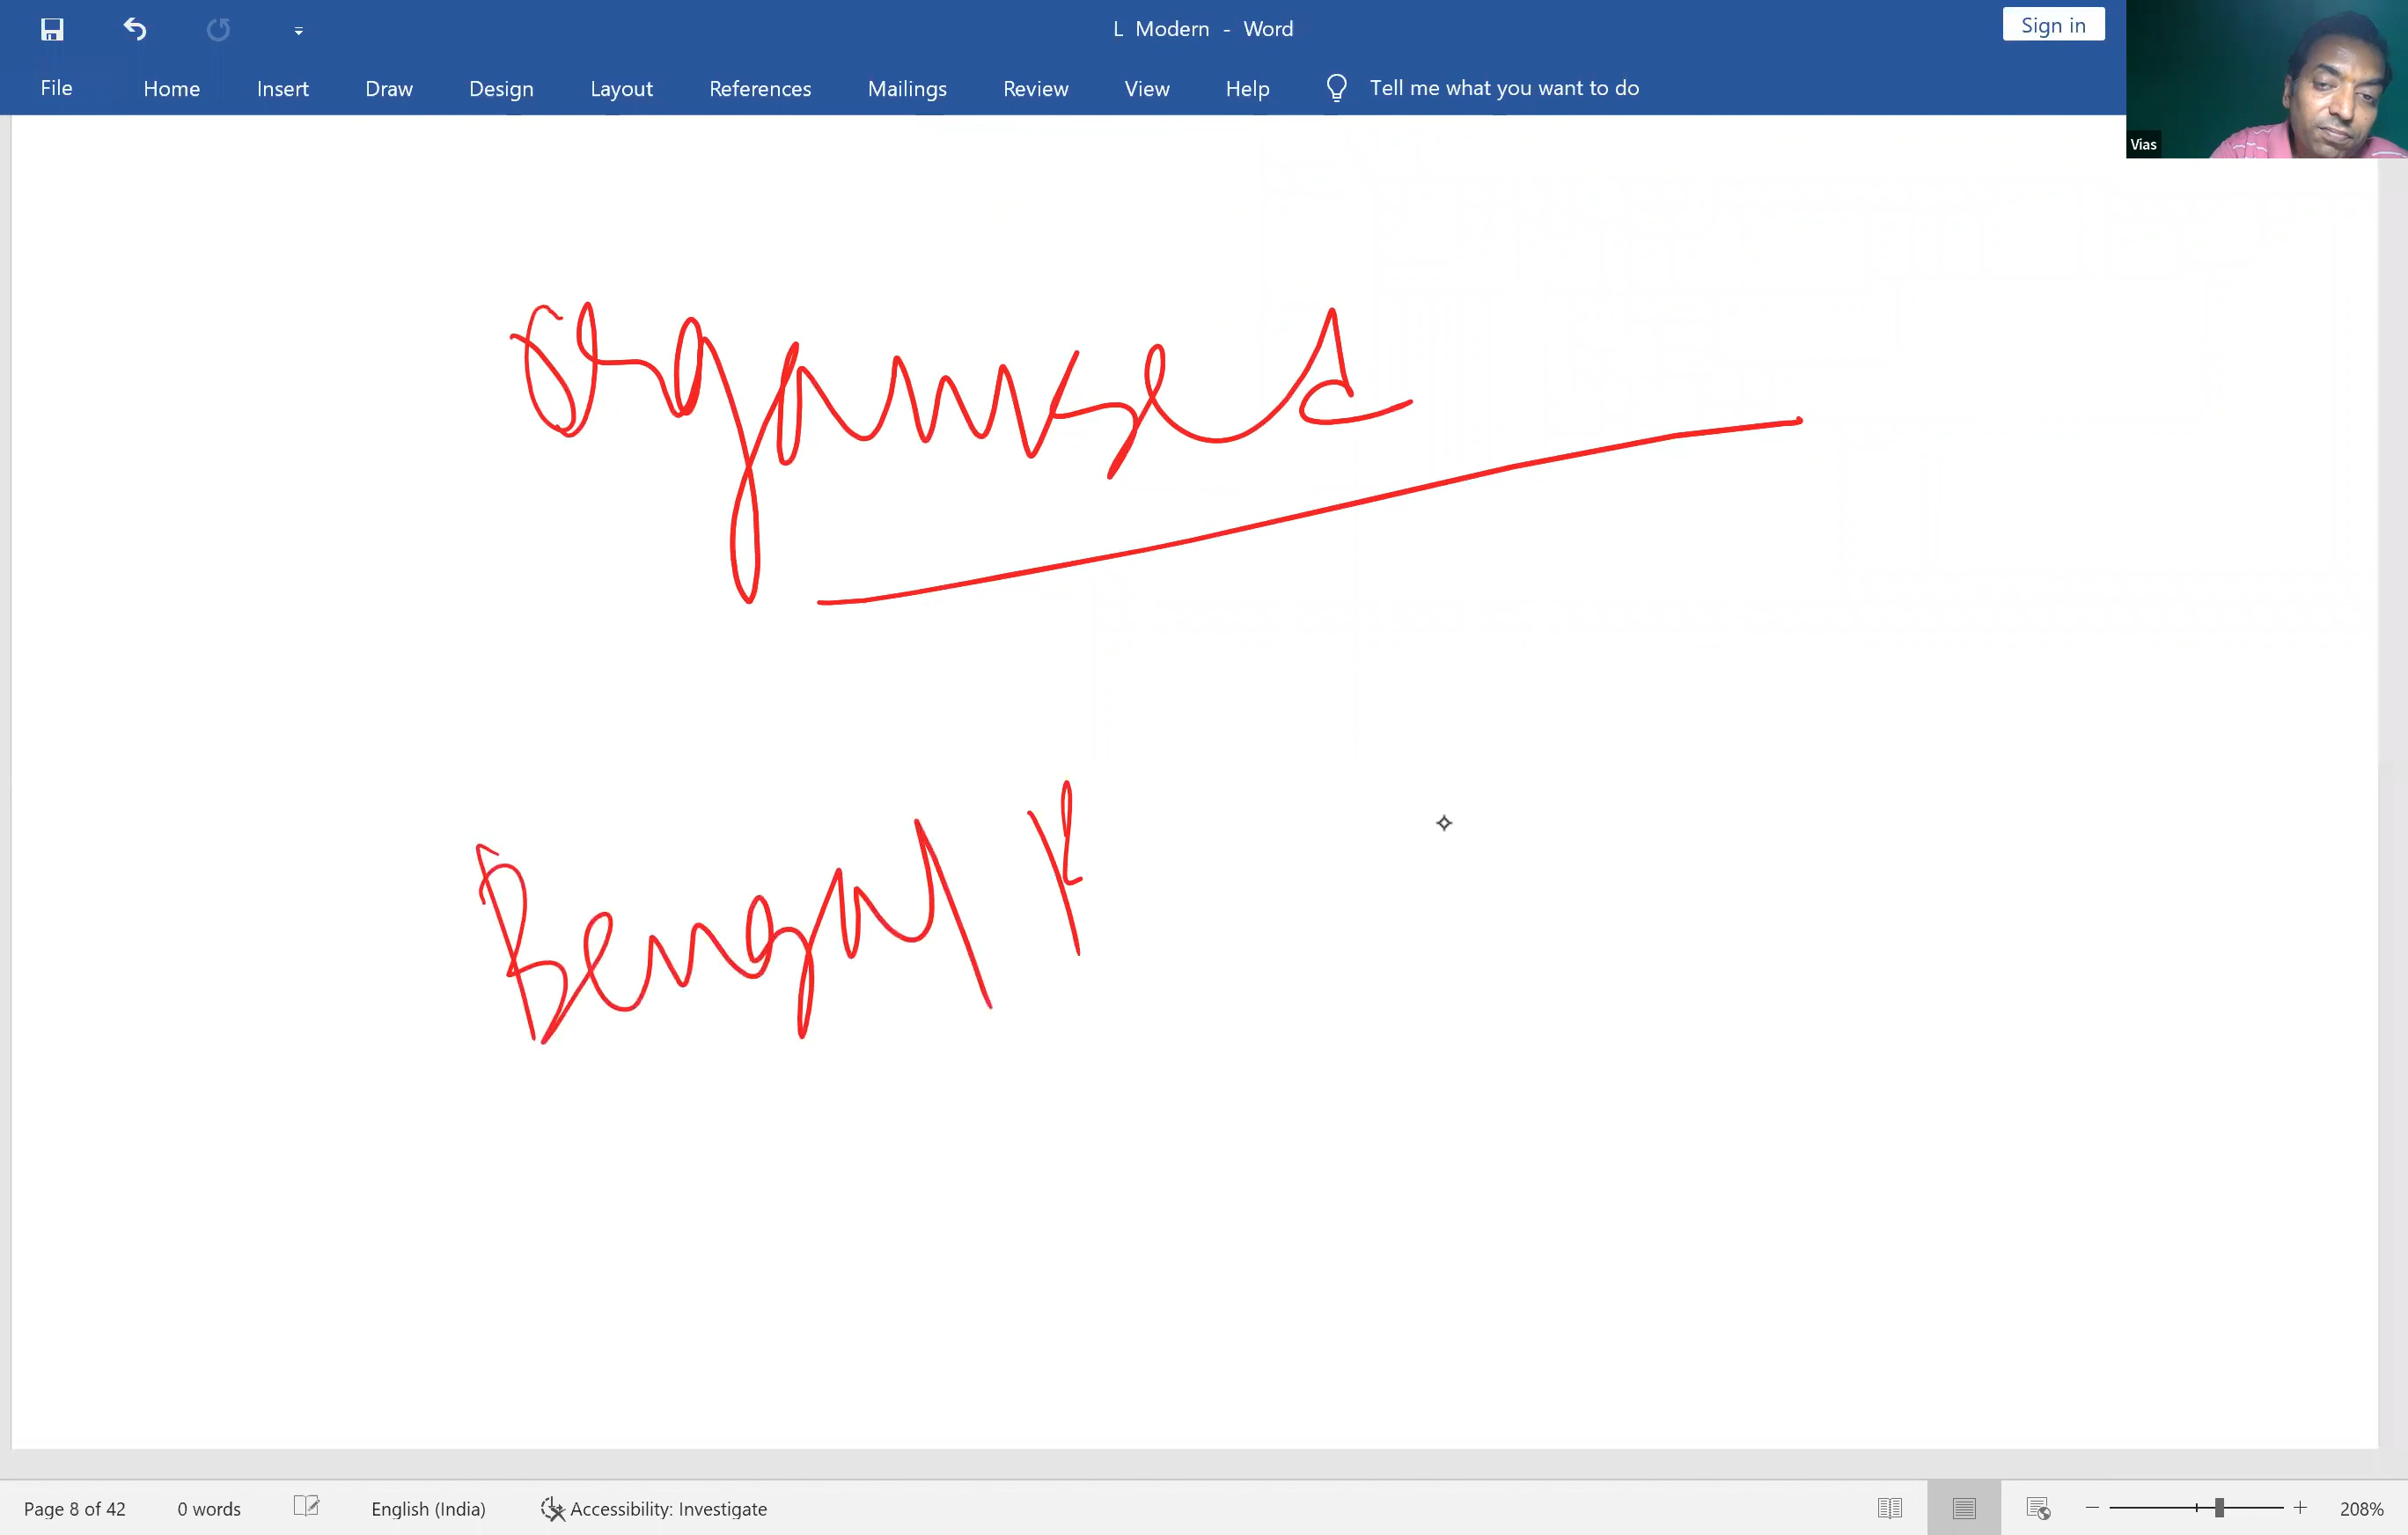 L Modern - Word
Sign in
File Home Insert Draw Design Layout References Mailings Review View Help Tell me what you want to do
Vias
Organised
Bengal
Page 8 of 42 0 words English (India) Accessibility: Investigate 208%